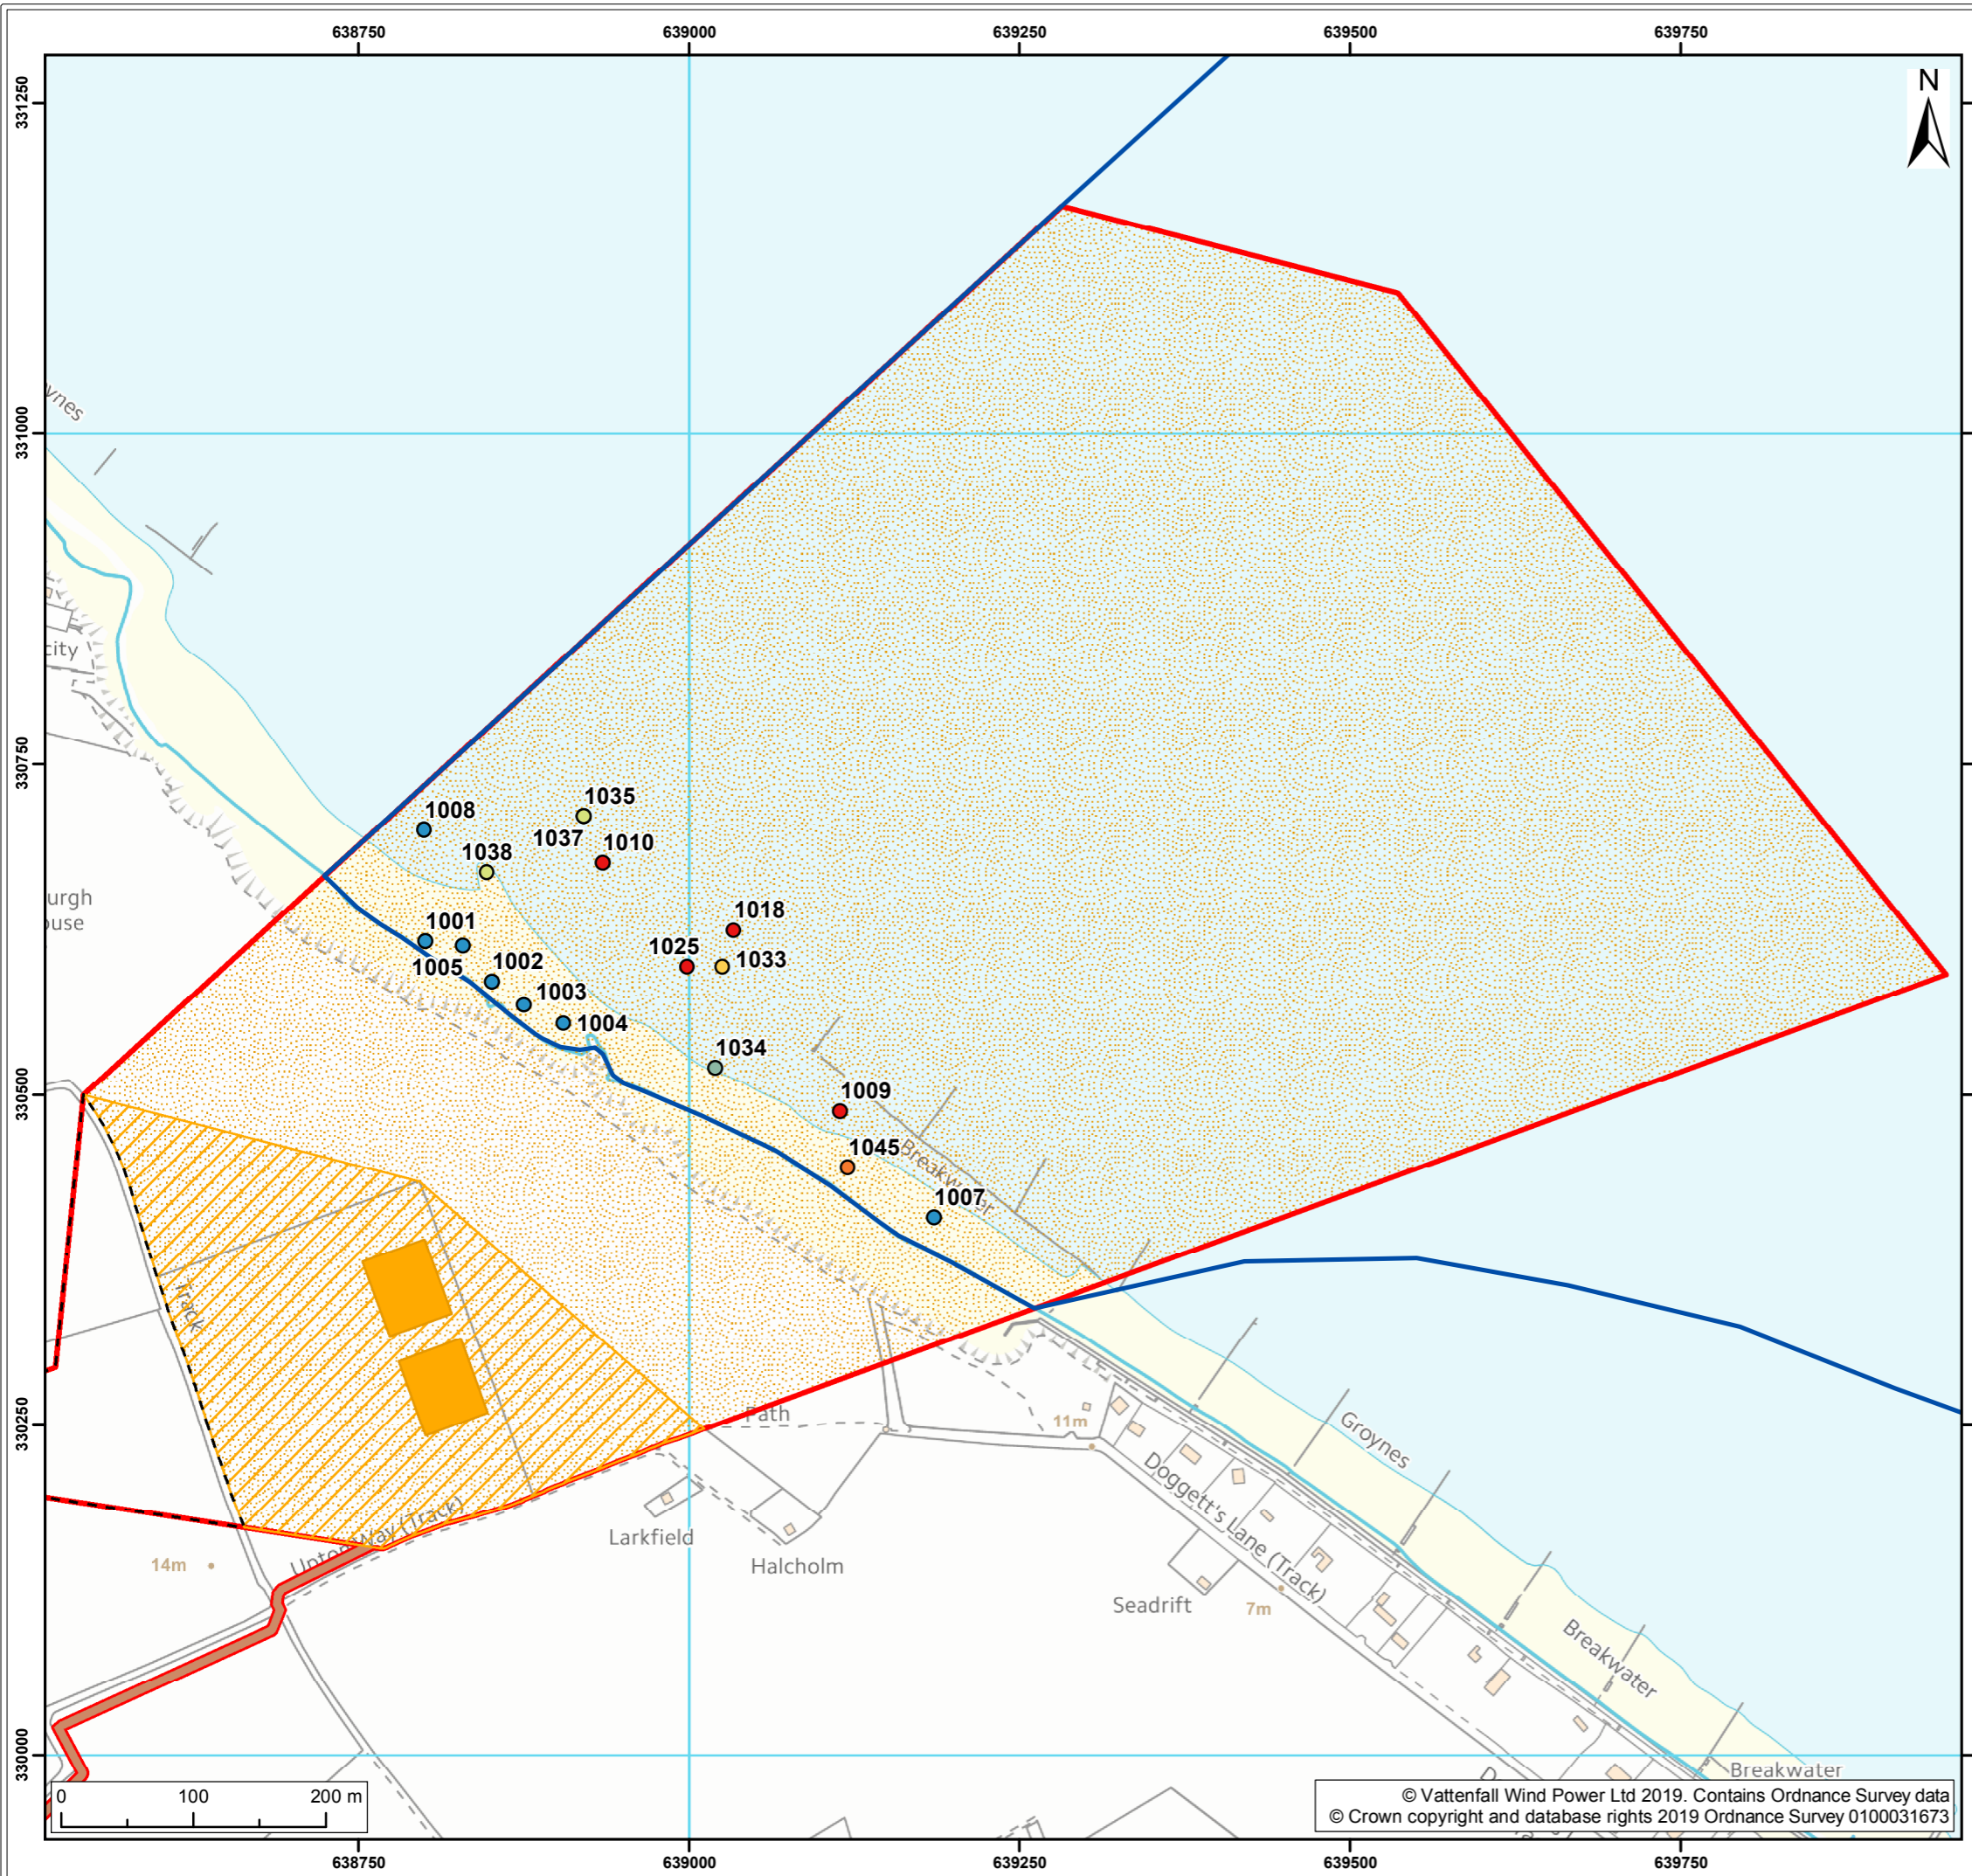 638750 639000 639250 639500 639750
N
331250
331000
330750
330500
330250
330000
ynes
city
urgh
ouse
1008
1035
1037
1010
1038
1018
1001
1025
1033
1005
1002
1003
1004
1034
1009
1045
1007
Breakwater
Track
Path
11m
Groynes
Doggett's Lane (Track)
Upton Way (Track)
Larkfield
Halcholm
14m
Seadrift
7m
Breakwater
Breakwater
D
0 100 200 m
© Vattenfall Wind Power Ltd 2019. Contains Ordnance Survey data
© Crown copyright and database rights 2019 Ordnance Survey 0100031673
638750 639000 639250 639500 639750